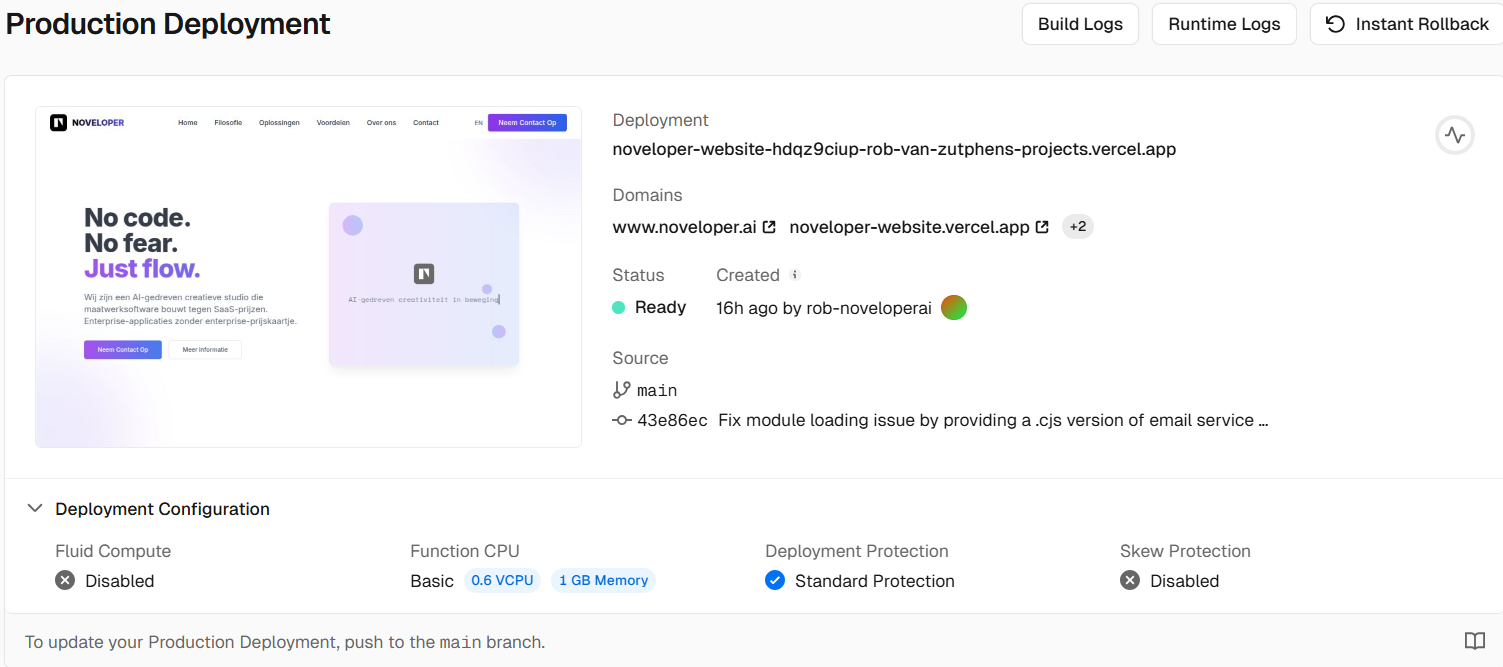 Production Deployment
Build Logs
Runtime Logs
Instant Rollback
NOVELOPER
Home
Filosofie
Oplossingen
Voordelen
Over ons
Contact
EN
Neem Contact Op
No code.
No fear.
Just flow.
Wij zijn een AI-gedreven creatieve studio die
maatwerksoftware bouwt tegen SaaS-prijzen.
Enterprise-applicaties zonder enterprise-prijskaartje.
Neem Contact Op
Meer Informatie
AI-gedreven creativiteit in beweging
Deployment
noveloper-website-hdqz9ciup-rob-van-zutphens-projects.vercel.app
Domains
www.noveloper.ai
noveloper-website.vercel.app
+2
Status
Created
Ready
16h ago by rob-noveloperai
Source
main
43e86ec Fix module loading issue by providing a .cjs version of email service ...
Deployment Configuration
Fluid Compute
Disabled
Function CPU
Basic
0.6 VCPU
1 GB Memory
Deployment Protection
Standard Protection
Skew Protection
Disabled
To update your Production Deployment, push to the main branch.